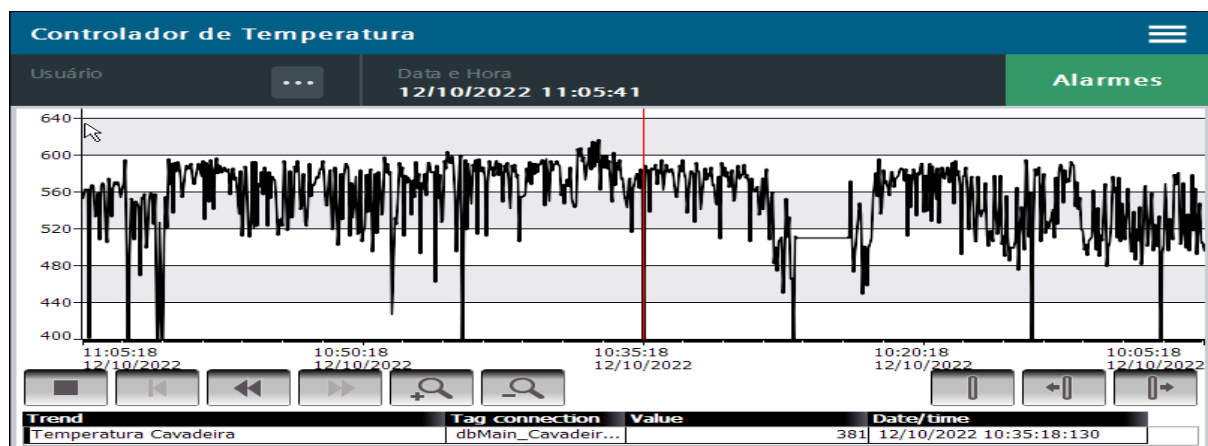 Controlador de Temperatura
Usuário
...
Data e Hora
12/10/2022 11:05:41
Alarmes
640
600
560
520
480
440
400
11:05:18 10:50:18 10:35:18 10:20:18 10:05:18
12/10/2022 12/10/2022 12/10/2022 12/10/2022 12/10/2022
Trend Tag connection Value Date/time
Temperatura Cavadeira dbMain_Cavadeir... 381 12/10/2022 10:35:18:130